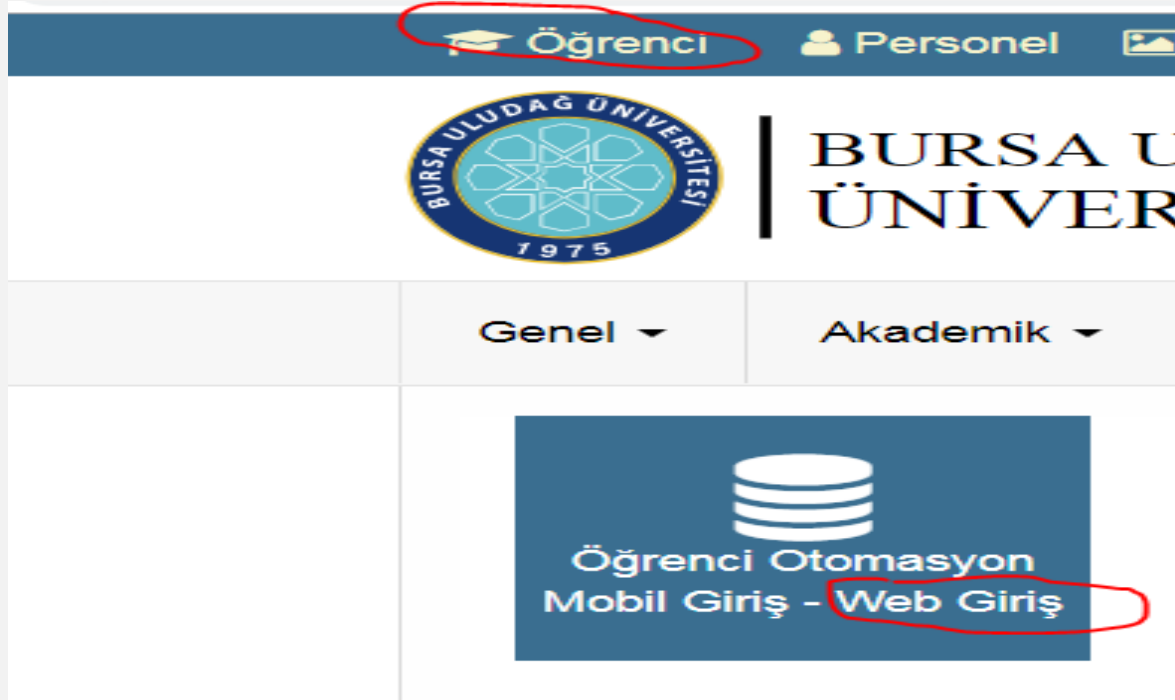 Öğrenci Personel
BURSA ULUDAĞ ÜNİVERSİTESİ
1975
BURSA U
ÜNİVER
Genel Akademik
Öğrenci Otomasyon
Mobil Giriş - Web Giriş